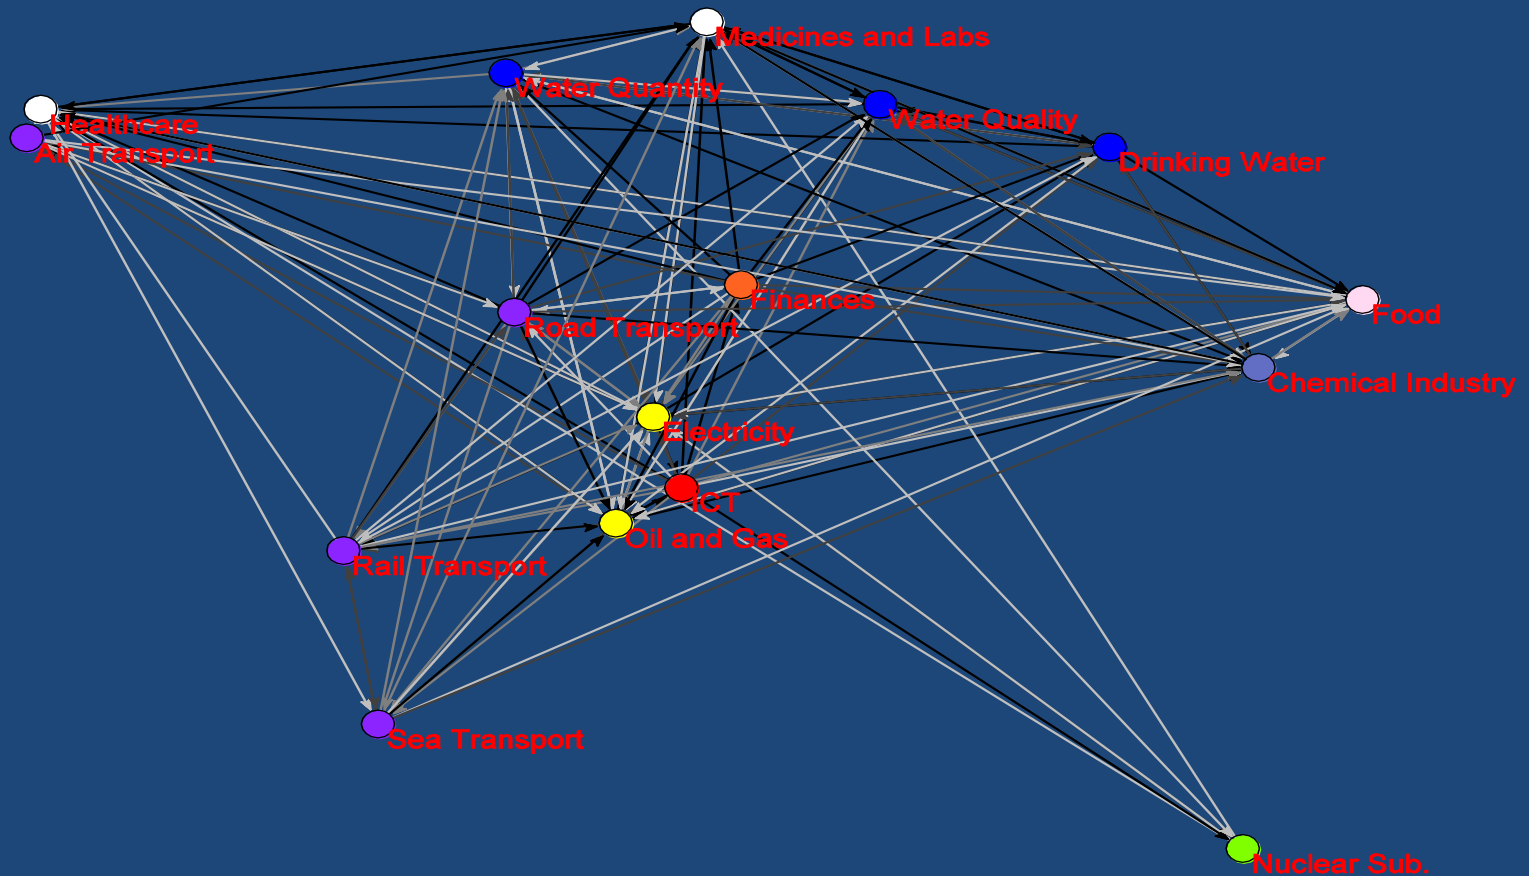 Medicines and Labs
Water Quantity
Water Quality
Healthcare
Air Transport
Drinking Water
Finances
Food
Road Transport
Chemical Industry
Electricity
ICT
Oil and Gas
Rail Transport
Sea Transport
Nuclear Sub.